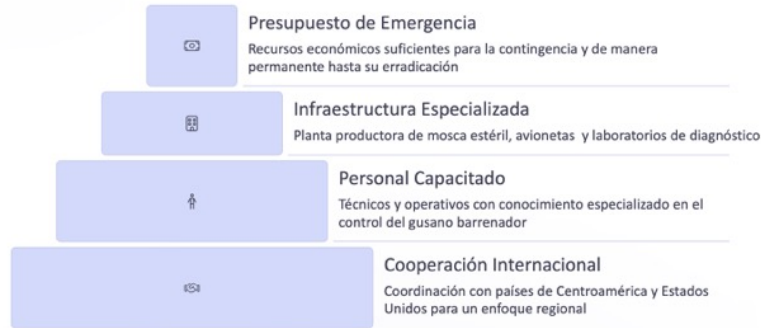 Presupuesto de Emergencia
Recursos económicos suficientes para la contingencia y de manera
permanente hasta su erradicación
Infraestructura Especializada
Planta productora de mosca estéril, avionetas y laboratorios de diagnóstico
Personal Capacitado
Técnicos y operativos con conocimiento especializado en el
control del gusano barrenador
Cooperación Internacional
Coordinación con países de Centroamérica y Estados
Unidos para un enfoque regional